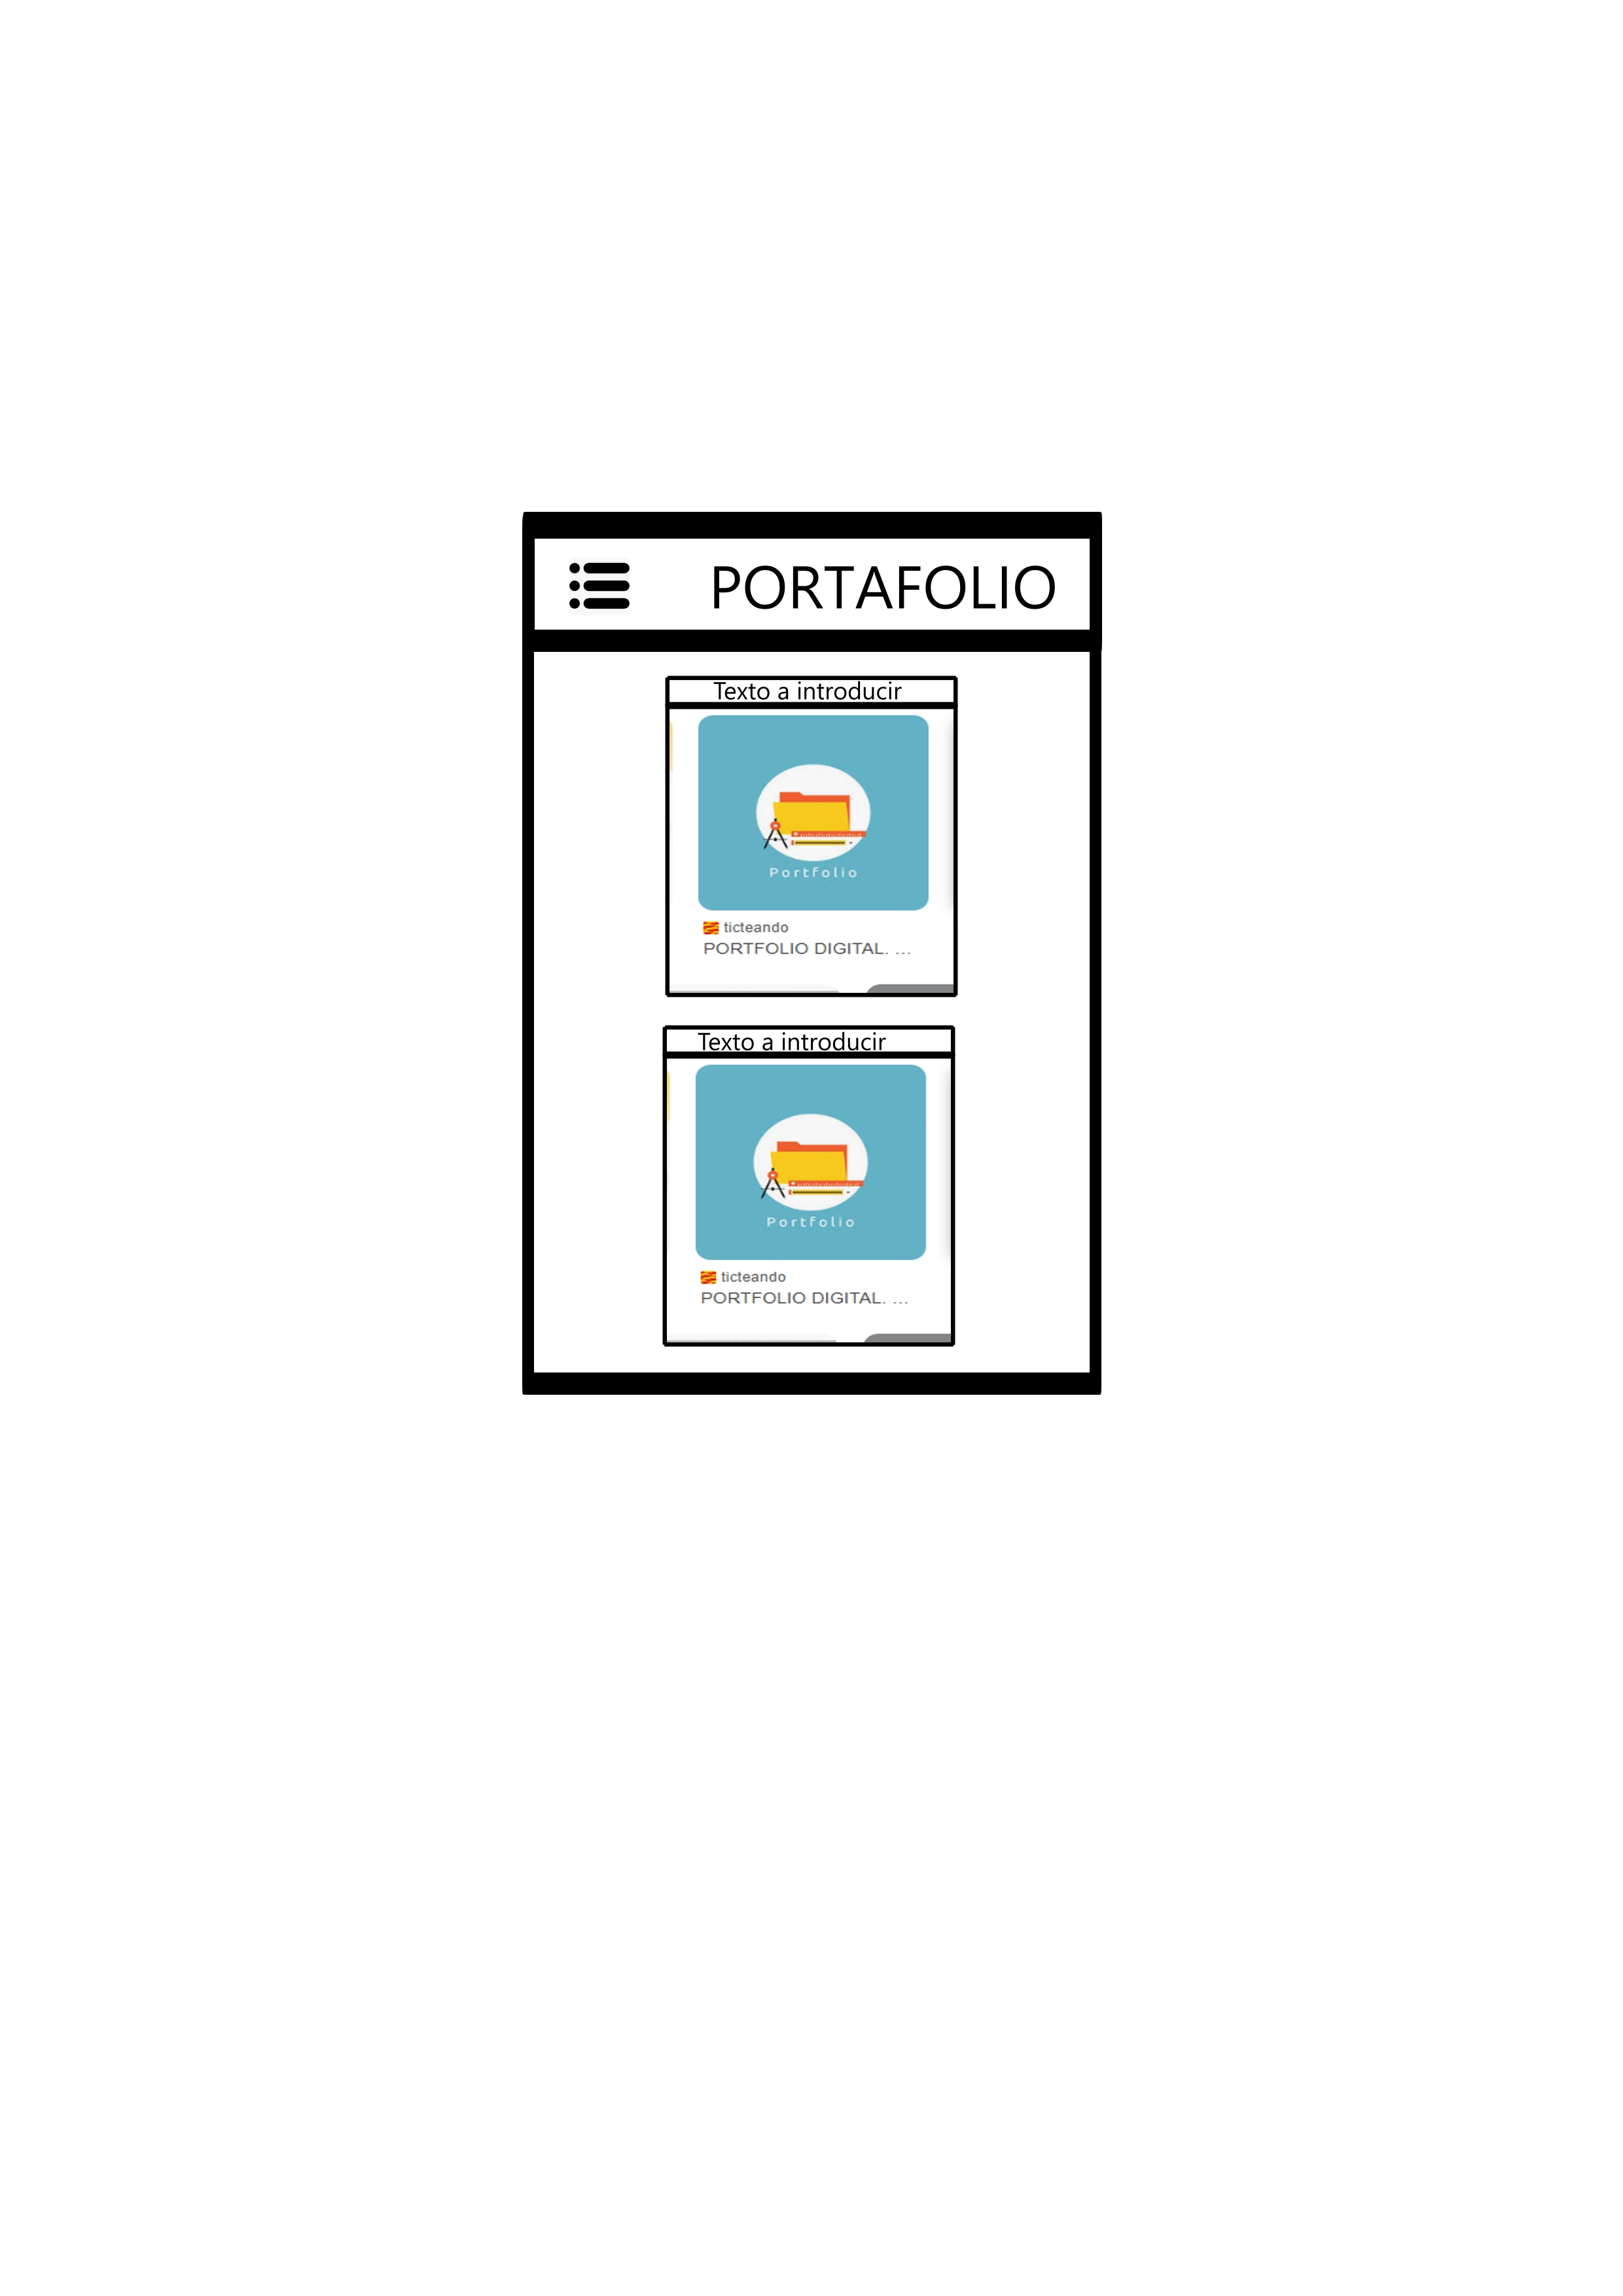 PORTAFOLIO
Texto a introducir
Portfolio
ticteando
PORTFOLIO DIGITAL. ...
Texto a introducir
Portfolio
ticteando
PORTFOLIO DIGITAL. ...